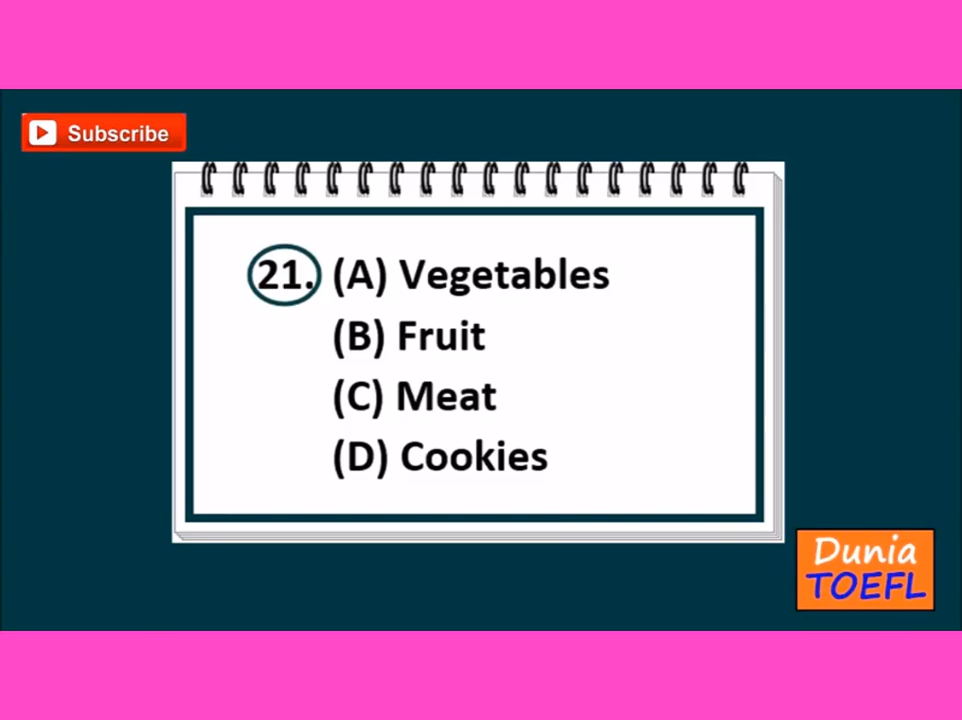 Subscribe
21. (A) Vegetables
(B) Fruit
(C) Meat
(D) Cookies
Dunia
TOEFL